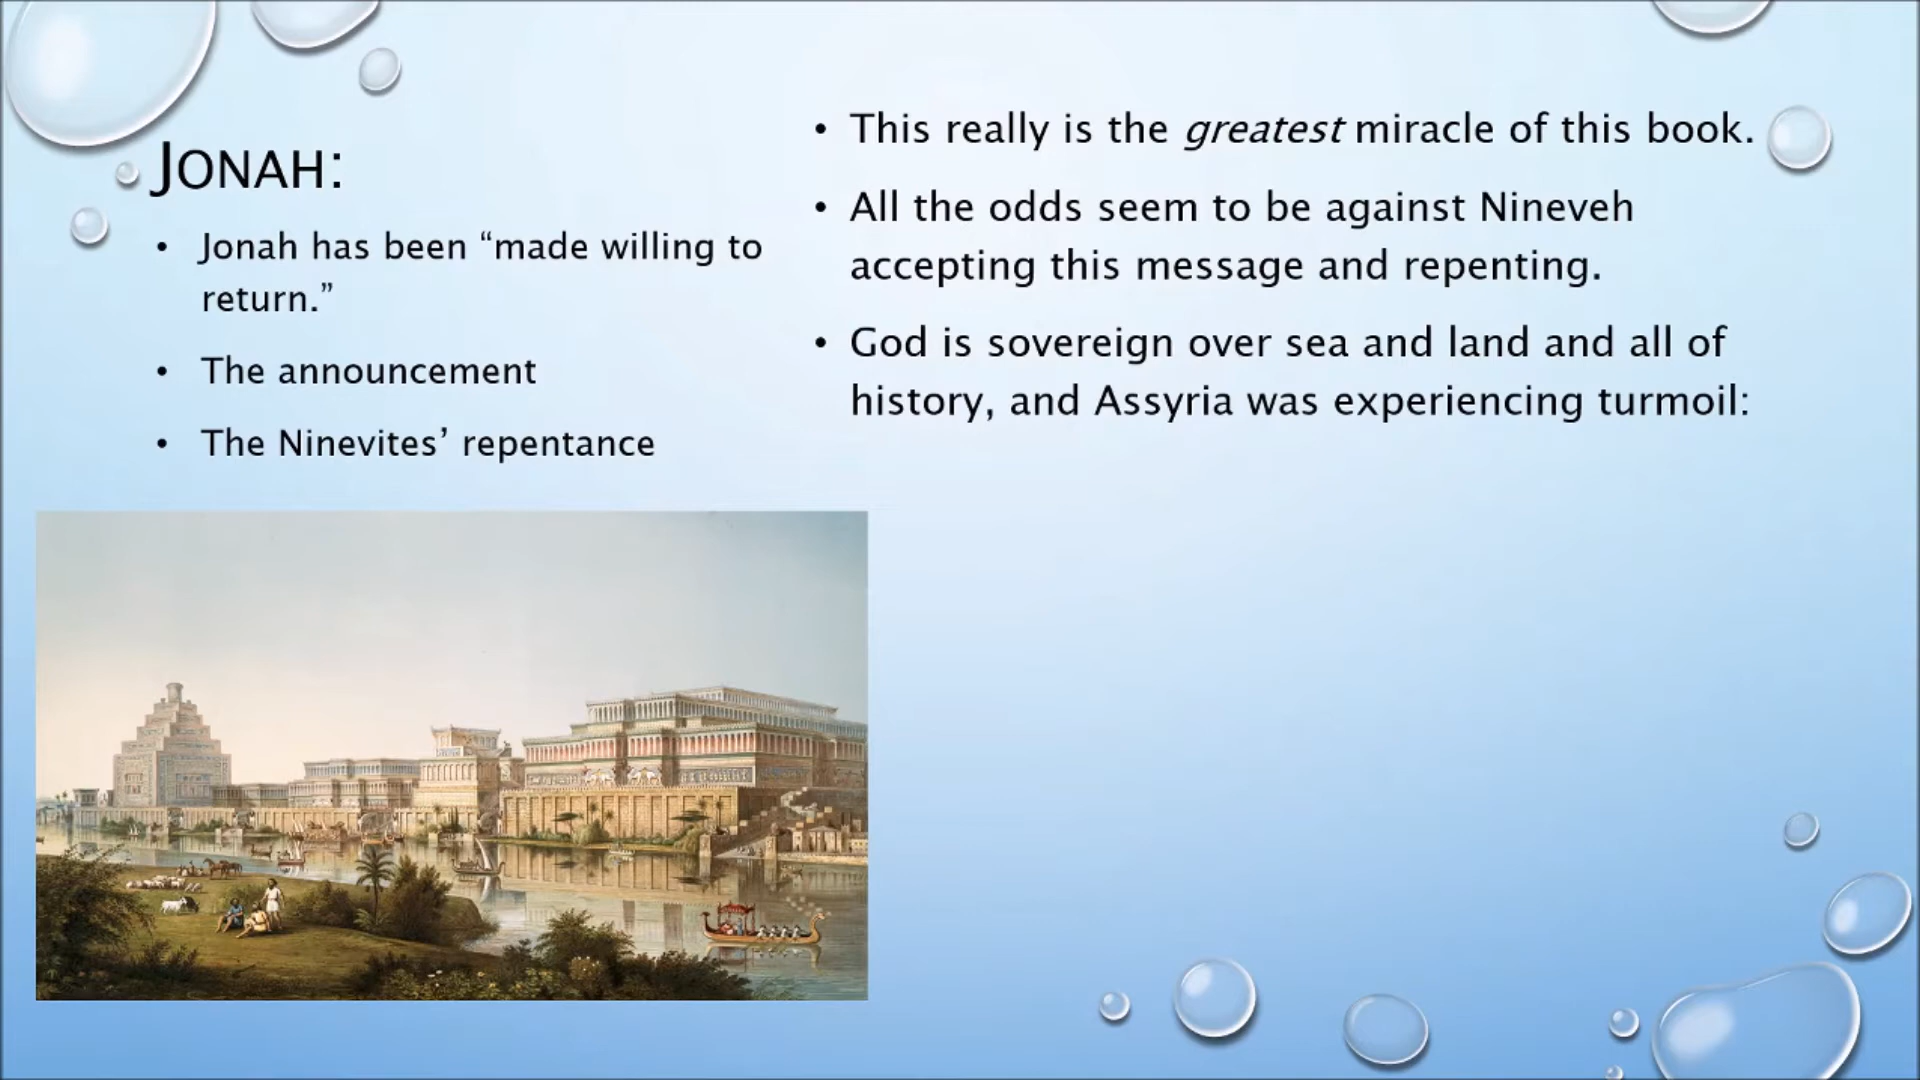 JONAH:
• Jonah has been “made willing to
return.”
• The announcement
• The Ninevites’ repentance
• This really is the greatest miracle of this book.
• All the odds seem to be against Nineveh
accepting this message and repenting.
• God is sovereign over sea and land and all of
history, and Assyria was experiencing turmoil: